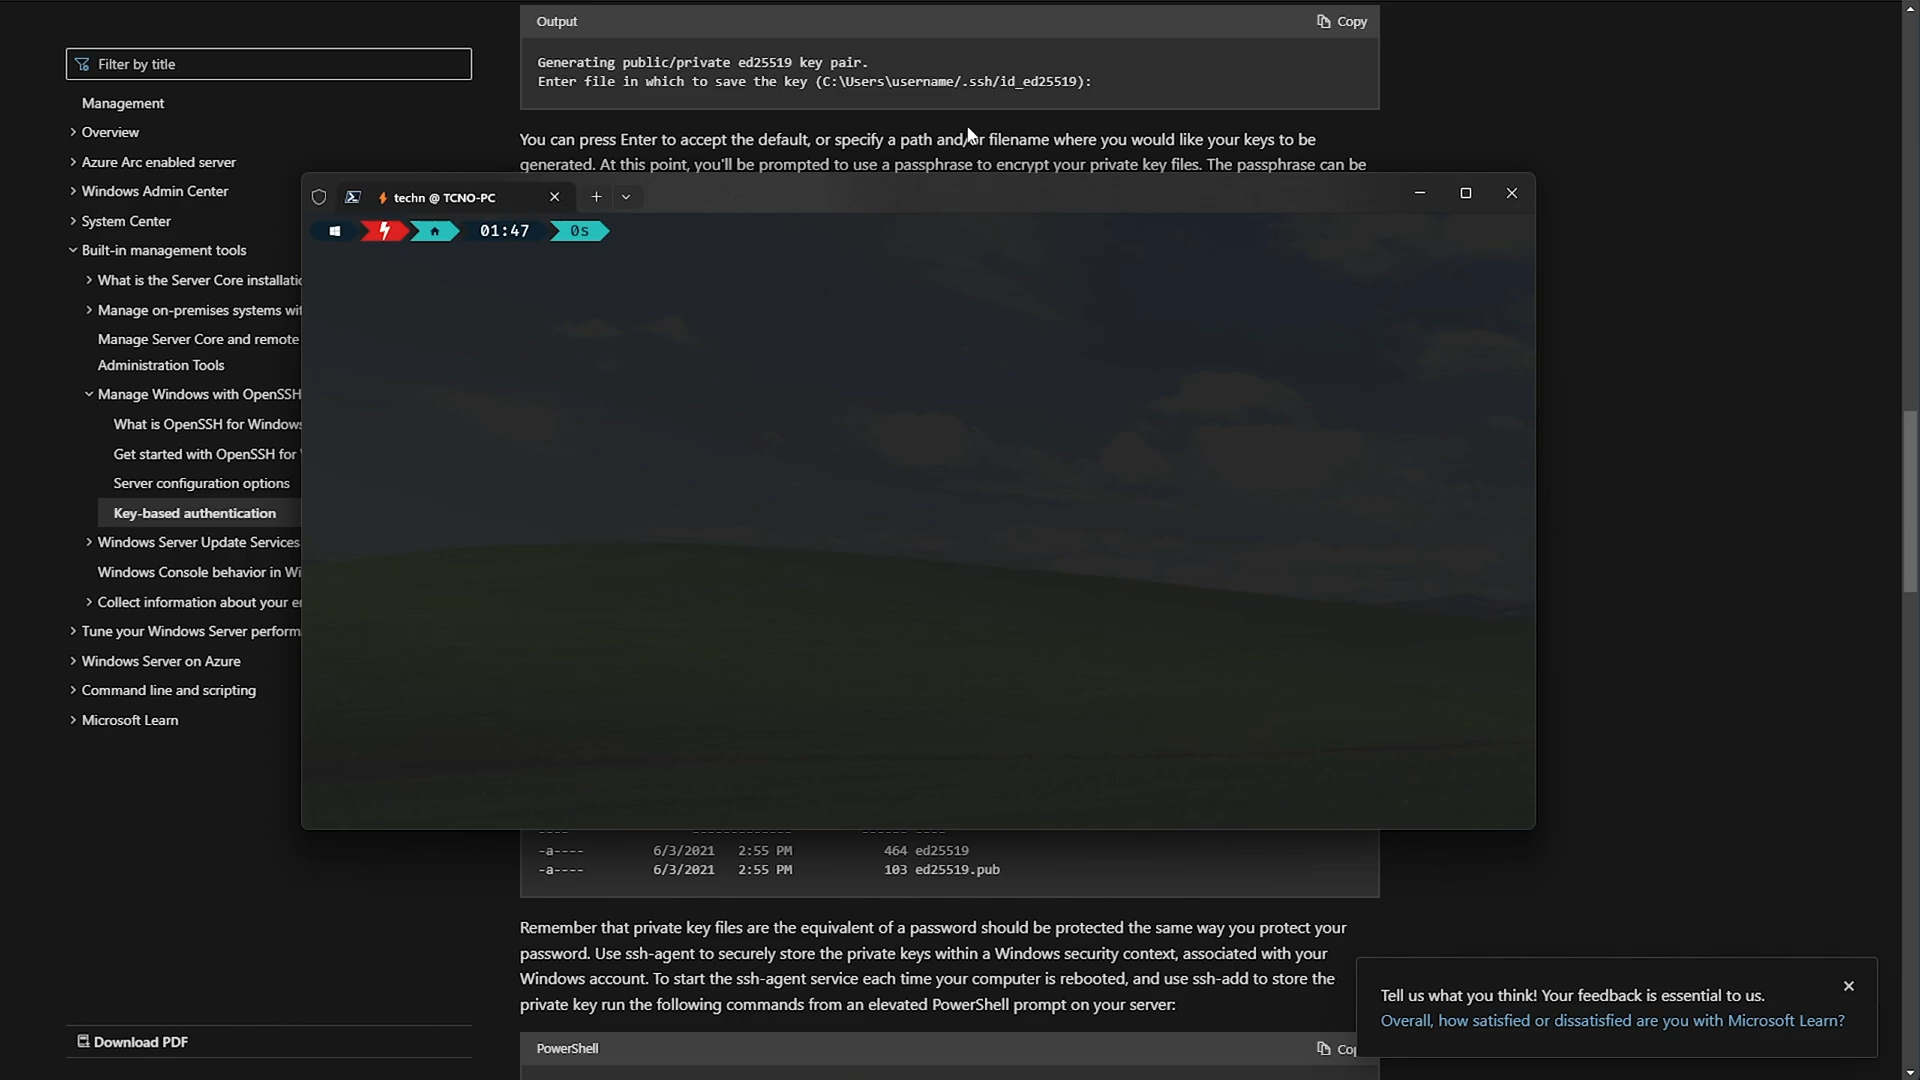 Output
Copy
Generating public/private ed25519 key pair.
Enter file in which to save the key (C:\Users\username/.ssh/id_ed25519):
You can press Enter to accept the default, or specify a path and/or filename where you would like your keys to be
generated. At this point, you'll be prompted to use a passphrase to encrypt your private key files. The passphrase can be
Filter by title
Management
Overview
Azure Arc enabled server
Windows Admin Center
System Center
Built-in management tools
What is the Server Core
Manage on-premises systems
Manage Server Core and remote
Administration Tools
Manage Windows with OpenSSH
What is OpenSSH for Windows
Get started with OpenSSH for
Server configuration options
Key-based authentication
Windows Server Update Services
Windows Console behavior in
Collect information about your
Tune your Windows Server
Windows Server on Azure
Command line and scripting
Microsoft Learn
Download PDF
techn @ TCNO-PC
01:47
0s
-a---- 6/3/2021 2:55 PM 464 ed25519
-a---- 6/3/2021 2:55 PM 103 ed25519.pub
Remember that private key files are the equivalent of a password should be protected the same way you protect your
password. Use ssh-agent to securely store the private keys within a Windows security context, associated with your
Windows account. To start the ssh-agent service each time your computer is rebooted, and use ssh-add to store the
private key run the following commands from an elevated PowerShell prompt on your server:
PowerShell
Tell us what you think! Your feedback is essential to us.
Overall, how satisfied or dissatisfied are you with Microsoft Learn?